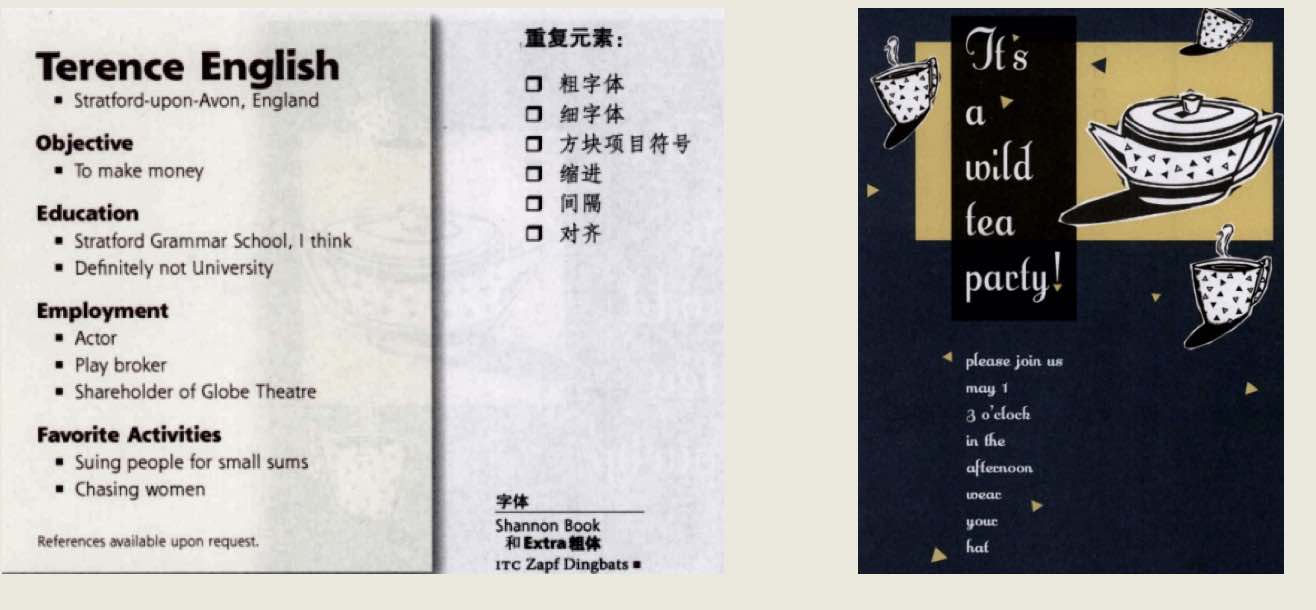 Terence English
▪ Stratford-upon-Avon, England
Objective
▪ To make money
Education
▪ Stratford Grammar School, I think
▪ Definitely not University
Employment
▪ Actor
▪ Play broker
▪ Shareholder of Globe Theatre
Favorite Activities
▪ Suing people for small sums
▪ Chasing women
References available upon request.
重复元素:
❒ 粗字体
❒ 细字体
❒ 方块项目符号
❒ 缩进
❒ 间隔
❒ 对齐
字体
Shannon Book
和 Extra 粗体
ITC Zapf Dingbats ■
It's
a
wild
tea
party!
please join us
may 1
3 o'clock
in the
afternoon
wear
your
hat